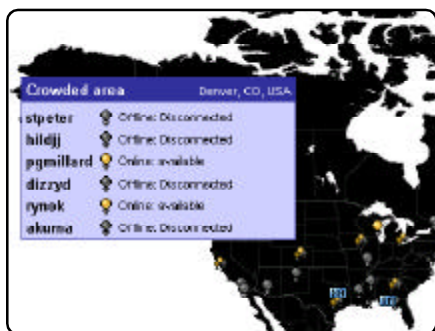 Crowded area Denver, CO, USA
stpeter Offline: Disconnected
hildjj Offline: Disconnected
pgmillard Online: available
dizzyd Offline: Disconnected
rynok Online: available
akuma Offline: Disconnected